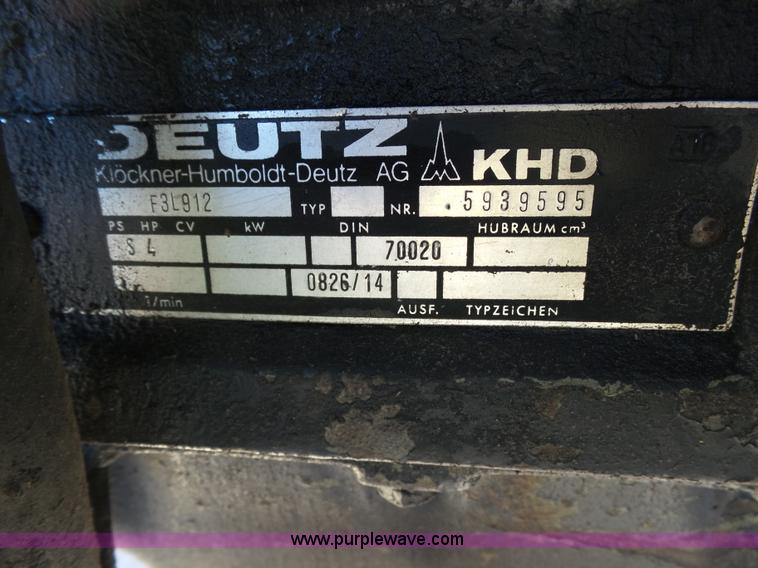 DEUTZ
Klöckner-Humboldt-Deutz AG KHD
F3L912 TYP NR. 5939595
PS HP CV kW DIN HUBRAUM cm³
S4 70020
0826/14
1/min AUSF. TYPZEICHEN
www.purplewave.com